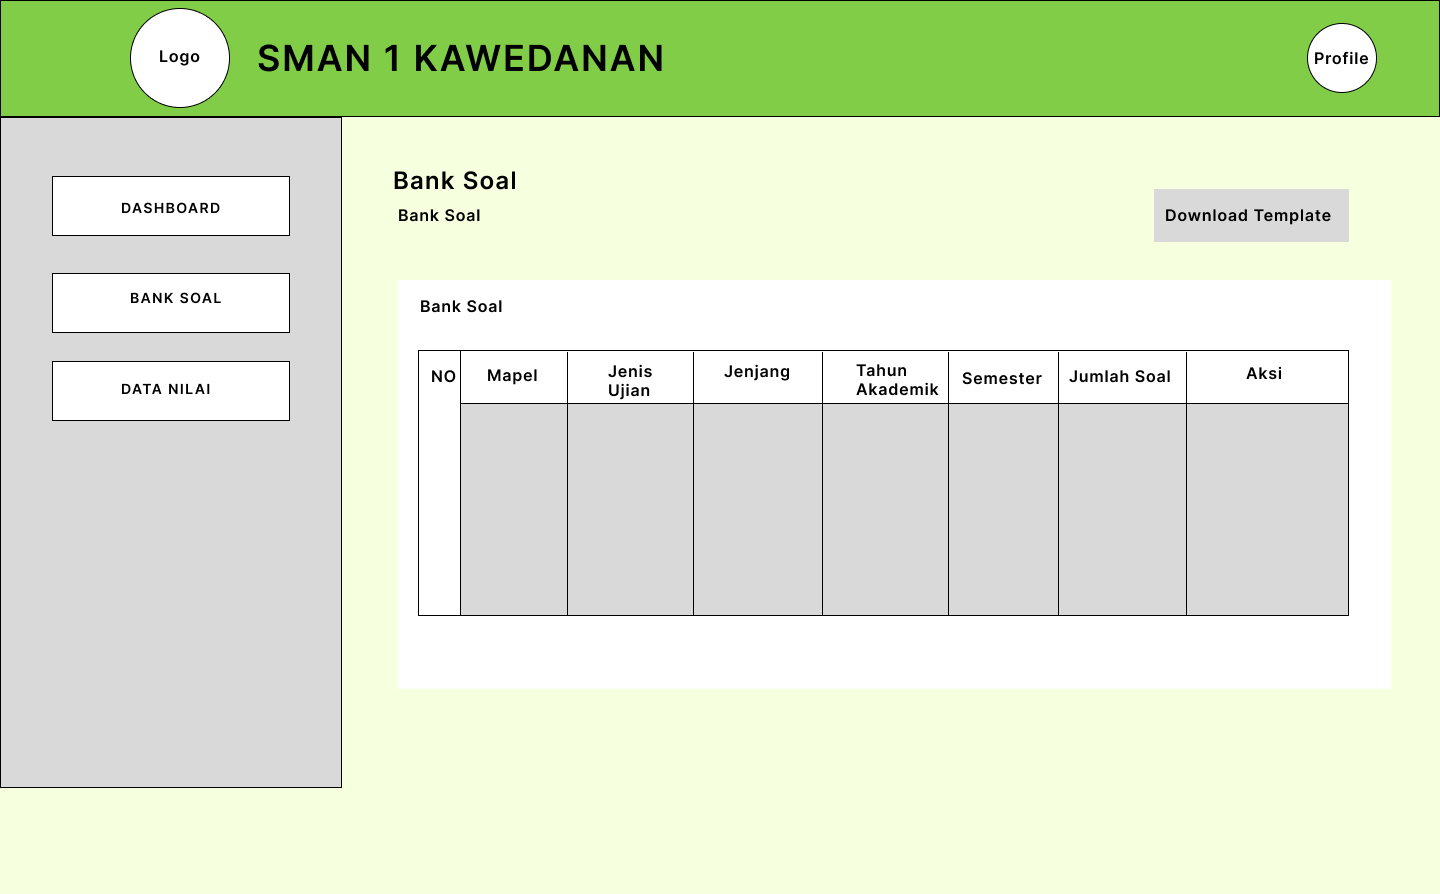 Logo
SMAN 1 KAWEDANAN
Profile
DASHBOARD
BANK SOAL
DATA NILAI
Bank Soal
Bank Soal
Download Template
Bank Soal
NO
Mapel
Jenis
Ujian
Jenjang
Tahun
Akademik
Semester
Jumlah Soal
Aksi